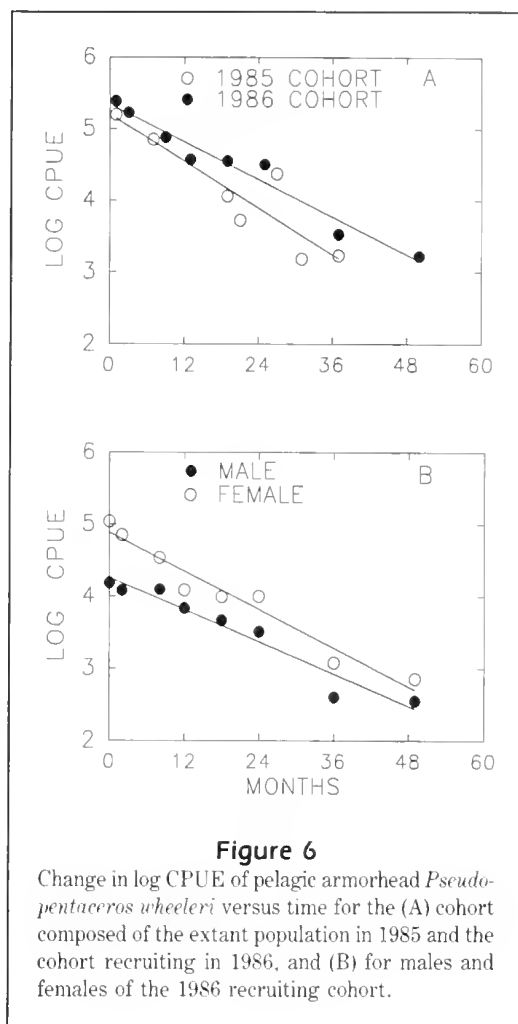 6
5
4
3
2
LOG CPUE
○ 1985 COHORT A
● 1986 COHORT
0 12 24 36 48 60
6
5
4
3
2
LOG CPUE
● MALE B
○ FEMALE
0 12 24 36 48 60
MONTHS
Figure 6
Change in log CPUE of pelagic armorhead Pseudo-
pentaceros wheeleri versus time for the (A) cohort
composed of the extant population in 1985 and the
cohort recruiting in 1986, and (B) for males and
females of the 1986 recruiting cohort.